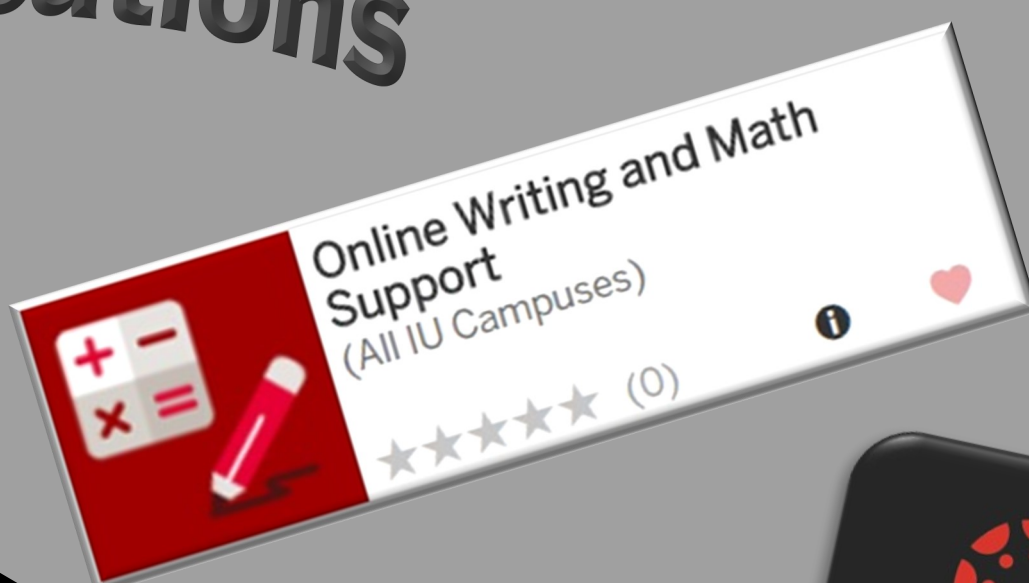 Online Writing and Math
Support
(All IU Campuses)
(0)